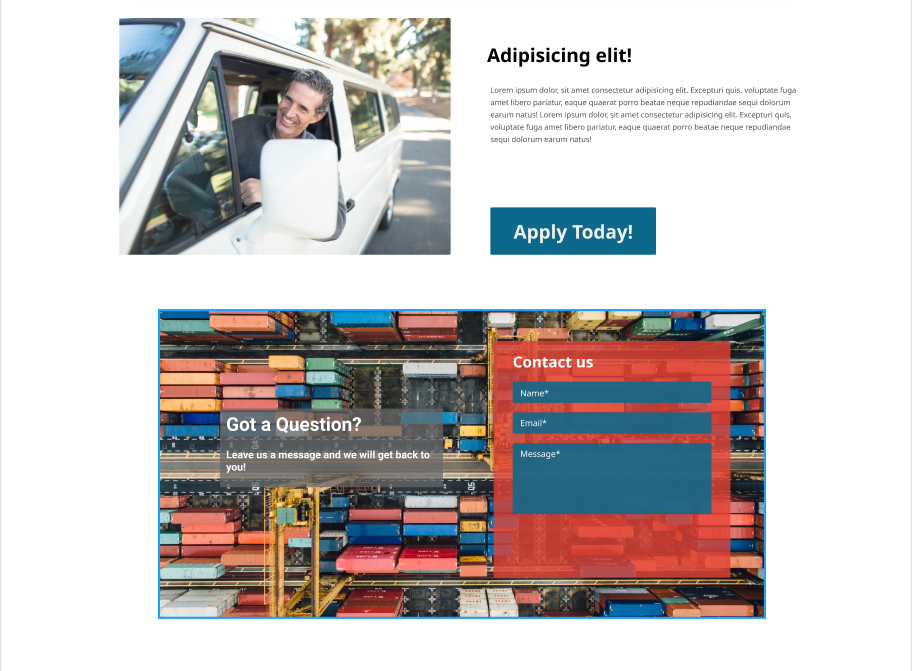 Adipisicing elit!
Lorem ipsum dolor, sit amet consectetur adipisicing elit. Excepturi quis, voluptate fuga
amet libero pariatur, eaque quaerat porro beatae neque repudiandae sequi dolorum
earum natus! Lorem ipsum dolor, sit amet consectetur adipisicing elit. Excepturi quis,
voluptate fuga amet libero pariatur, eaque quaerat porro beatae neque repudiandae
sequi dolorum earum natus!
Apply Today!
Contact us
Name*
Email*
Message*
Got a Question?
Leave us a message and we will get back to
you!